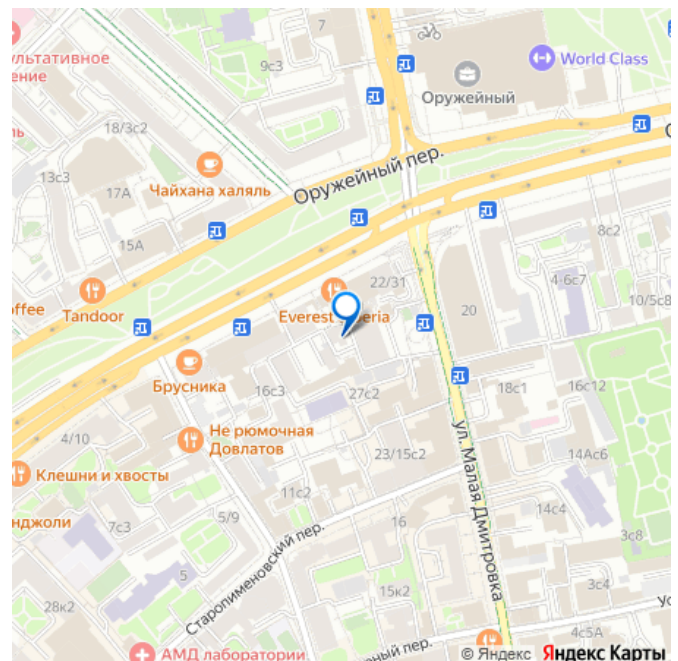 ультативное
ение
9с3
7
World Class
Оружейный
ль
18/3с2
13с3
17А
Чайхана халяль
Оружейный пер.
15А
8с2
22/31
4-6с7
offee
Tandoor
Everest
eria
20
10/5с8
Брусника
16с3
27с2
18с1
16с12
Не рюмочная
Довлатов
4/10
23/15с2
ул. Малая Дмитровка
14Ас6
Клешни и хвосты
11с2
нджоли
7с3
5/9
16
14с4
3с8
Старопименовский пер.
5
28к2
15к2
3с4
Ус
ный пер.
4с5А
АМД лаборатории
© Яндекс Яндекс Карты